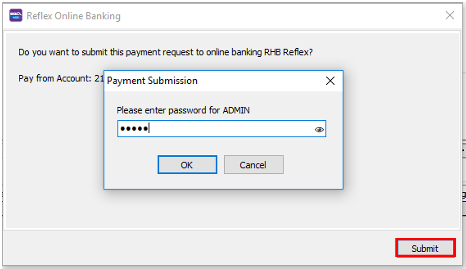 Reflex Online Banking
Do you want to submit this payment request to online banking RHB Reflex?
Pay from Account: 21
Payment Submission
Please enter password for ADMIN
●●●●●
OK
Cancel
Submit